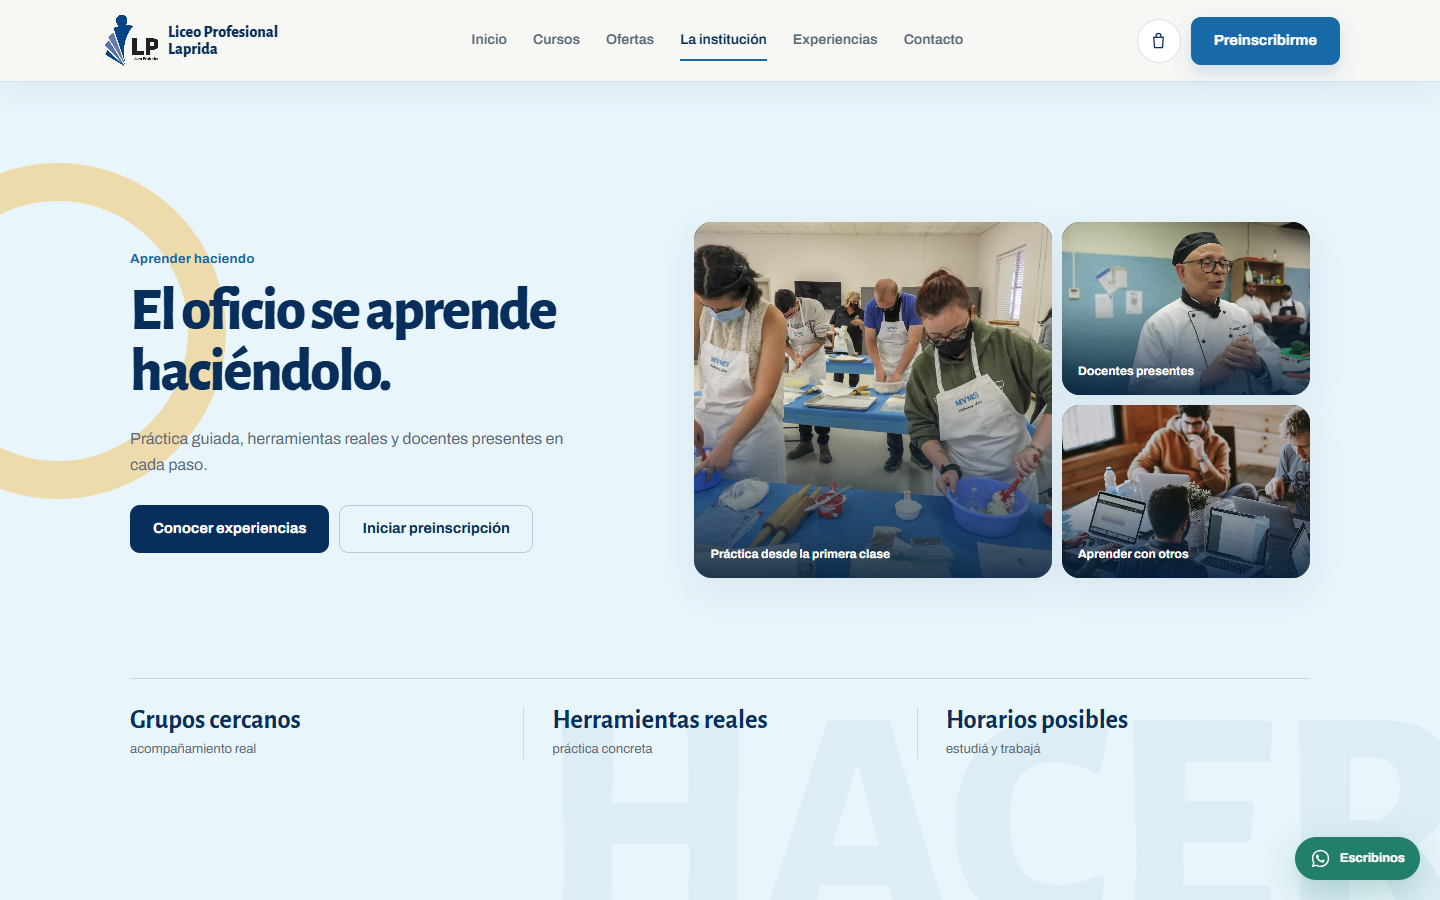 LP
Liceo Profesional
Laprida
Inicio
Cursos
Ofertas
La institución
Experiencias
Contacto
Preinscribirme
Aprender haciendo
El oficio se aprende
haciéndolo.
Práctica guiada, herramientas reales y docentes presentes en
cada paso.
Conocer experiencias
Iniciar preinscripción
MVMS
MVMS
Práctica desde la primera clase
Docentes presentes
Aprender con otros
Grupos cercanos
acompañamiento real
Herramientas reales
práctica concreta
Horarios posibles
estudiá y trabajá
HACER
Escribinos